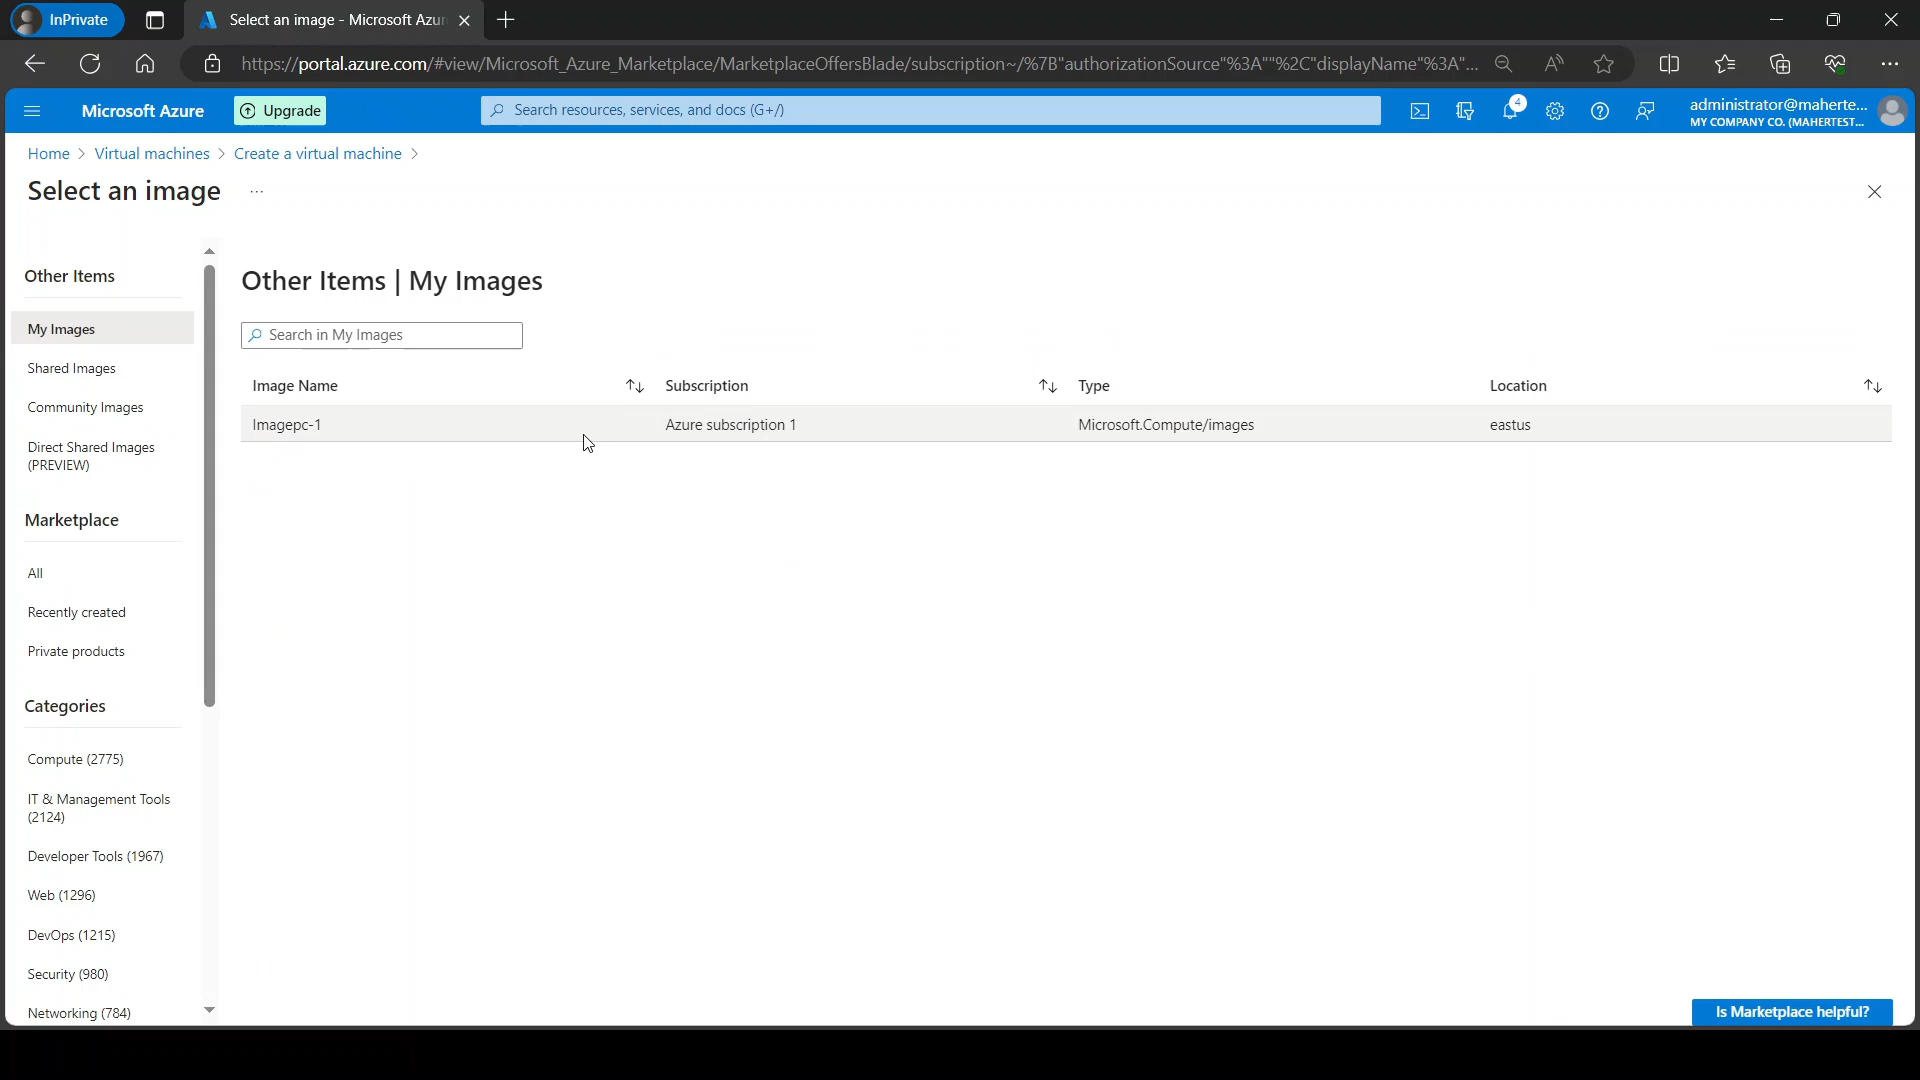 InPrivate
Select an image - Microsoft Azu
https://portal.azure.com/#view/Microsoft_Azure_Marketplace/MarketplaceOffersBlade/subscription~/%7B"authorizationSource"%3A""%2C"displayName"%3A"...
Microsoft Azure
Upgrade
Search resources, services, and docs (G+/)
4
administrator@maherte...
MY COMPANY CO. (MAHERTEST...
Home > Virtual machines > Create a virtual machine >
Select an image ...
Other Items
My Images
Shared Images
Community Images
Direct Shared Images
(PREVIEW)
Marketplace
All
Recently created
Private products
Categories
Compute (2775)
IT & Management Tools
(2124)
Developer Tools (1967)
Web (1296)
DevOps (1215)
Security (980)
Networking (784)
Other Items | My Images
Search in My Images
Image Name Subscription Type Location
Imagepc-1 Azure subscription 1 Microsoft.Compute/images eastus
Is Marketplace helpful?